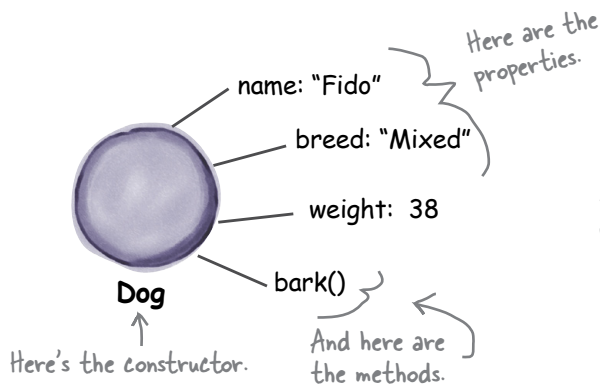 Here are the
properties.
name: “Fido”
breed: “Mixed”
weight: 38
bark()
Dog
Here's the constructor.
And here are
the methods.